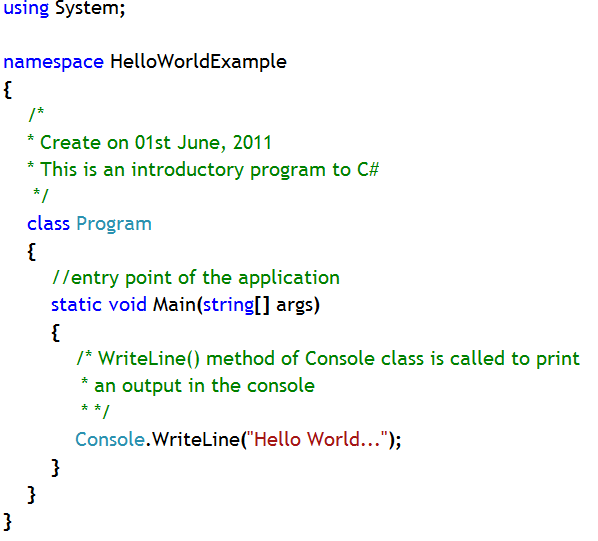 using System;
namespace HelloWorldExample
{
/*
* Create on 01st June, 2011
* This is an introductory program to C#
*/
class Program
{
//entry point of the application
static void Main(string[] args)
{
/* WriteLine() method of Console class is called to print
* an output in the console
* */
Console.WriteLine("Hello World...");
}
}
}